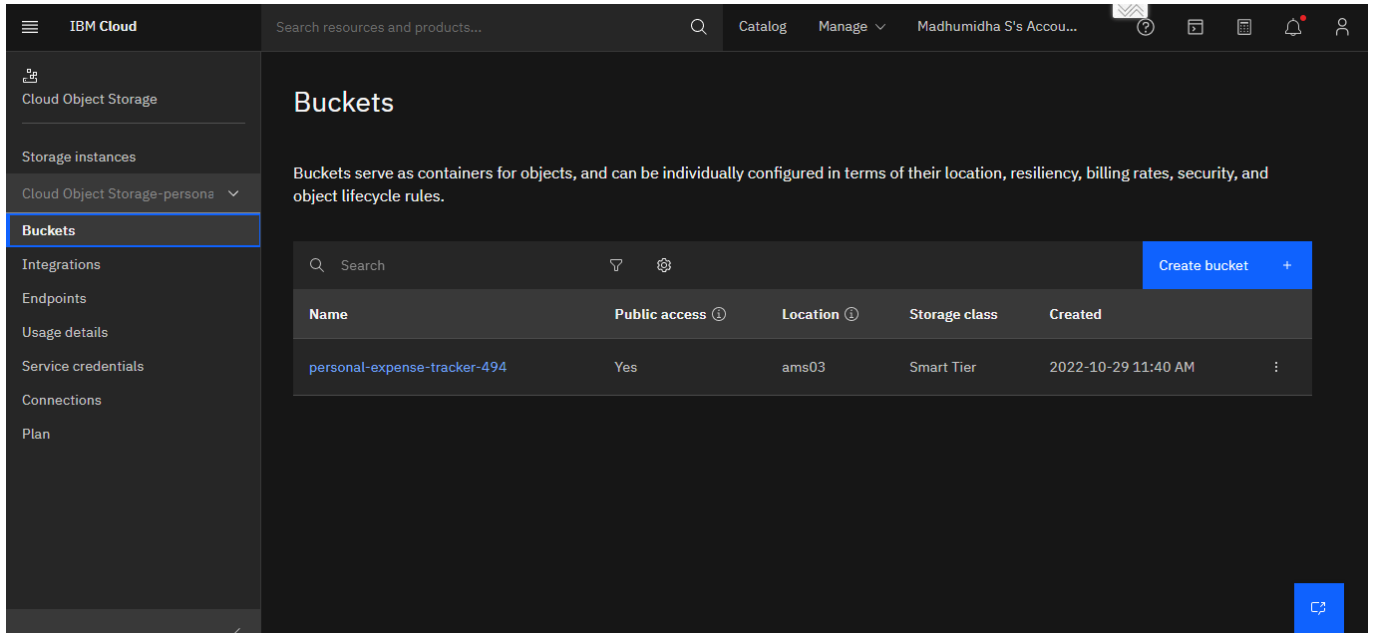 IBM Cloud
Search resources and products...
Catalog
Manage
Madhumidha S's Accou...
Cloud Object Storage
Storage instances
Cloud Object Storage-persona
Buckets
Integrations
Endpoints
Usage details
Service credentials
Connections
Plan
Buckets
Buckets serve as containers for objects, and can be individually configured in terms of their location, resiliency, billing rates, security, and
object lifecycle rules.
Search
Create bucket +
Name Public access Location Storage class Created
personal-expense-tracker-494 Yes ams03 Smart Tier 2022-10-29 11:40 AM